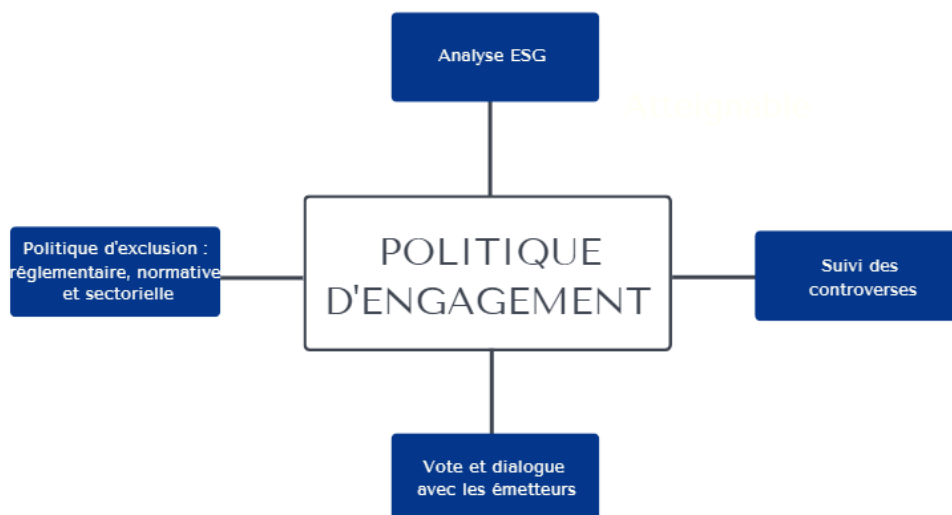 Analyse ESG
Politique d'exclusion :
réglementaire, normative
et sectorielle
POLITIQUE
D'ENGAGEMENT
Suivi des
controverses
Vote et dialogue
avec les émetteurs